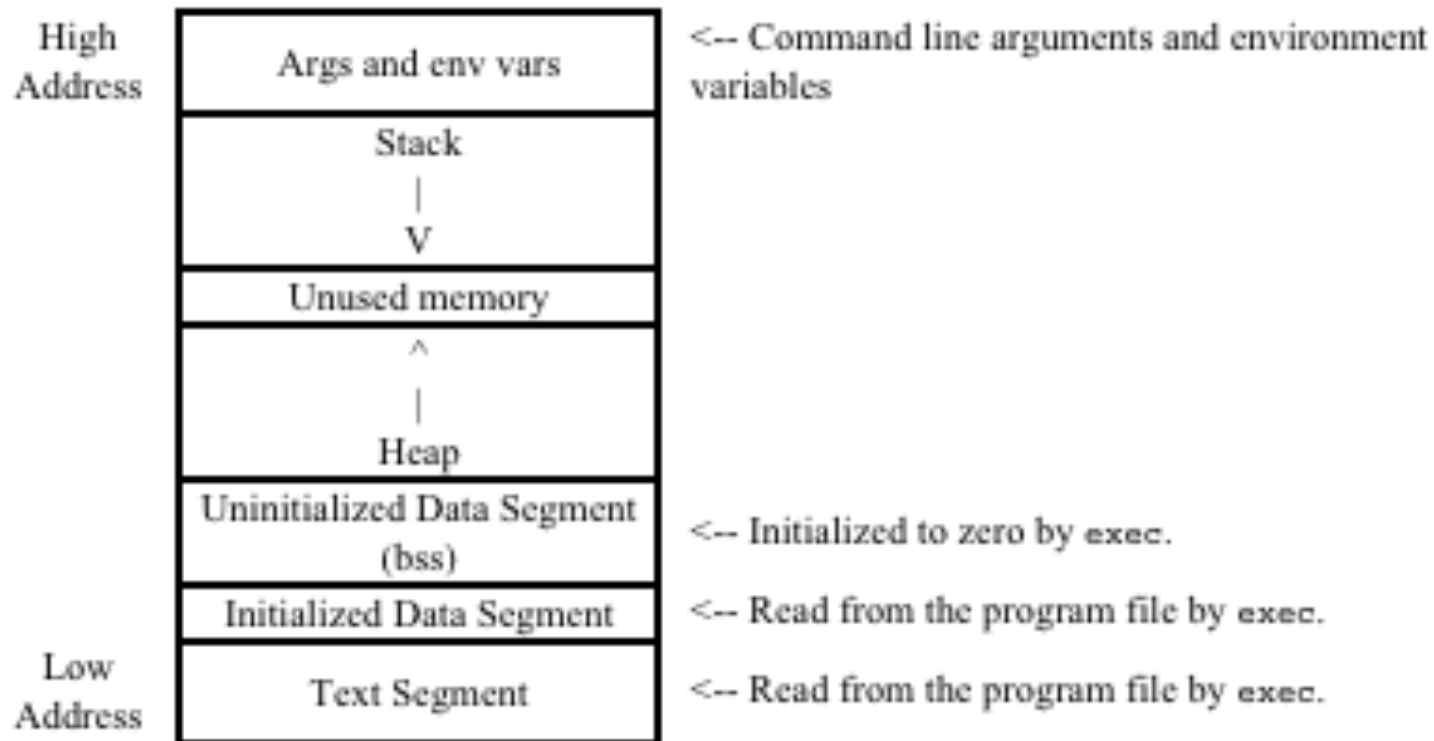 High
Address
Args and env vars
<-- Command line arguments and environment
variables
Stack
|
V
Unused memory
^
|
Heap
Uninitialized Data Segment
(bss)
<-- Initialized to zero by exec.
Initialized Data Segment
<-- Read from the program file by exec.
Low
Address
Text Segment
<-- Read from the program file by exec.